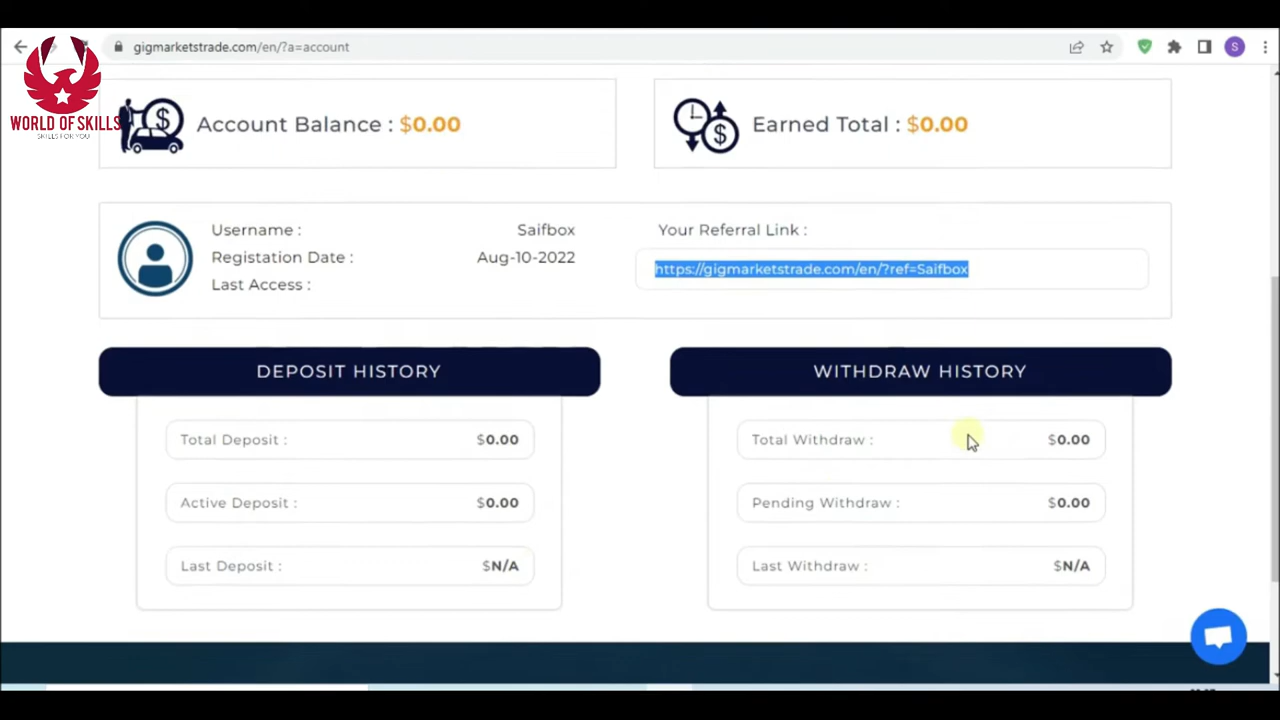 gigmarketstrade.com/en/?a=account
S
WORLD OF SKILLS
SKILLS FOR YOU
Account Balance : $0.00
Earned Total : $0.00
Username : Saifbox
Registation Date : Aug-10-2022
Last Access :
Your Referral Link :
https://gigmarketstrade.com/en/?ref=Saifbox
DEPOSIT HISTORY
Total Deposit : $0.00
Active Deposit : $0.00
Last Deposit : $N/A
WITHDRAW HISTORY
Total Withdraw : $0.00
Pending Withdraw : $0.00
Last Withdraw : $N/A